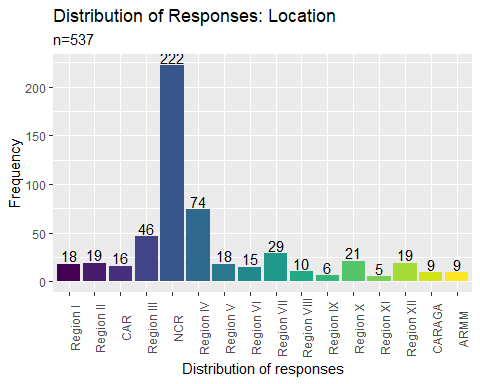 Distribution of Responses: Location
n=537
Frequency
200
150
100
50
0
18
19
16
46
222
74
18
15
29
10
6
21
5
19
9
9
Region I
Region II
CAR
Region III
NCR
Region IV
Region V
Region VI
Region VII
Region VIII
Region IX
Region X
Region XI
Region XII
CARAGA
ARMM
Distribution of responses